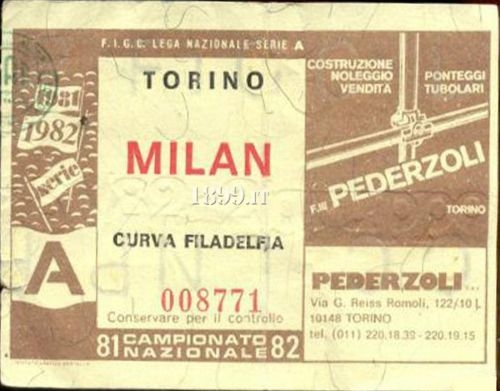 F.I.G.C. LEGA NAZIONALE SERIE A
1981
1982
serie
A
TORINO
MILAN
1899.it
CURVA FILADELFIA
008771
Conservare per il controllo
81 CAMPIONATO NAZIONALE 82
COSTRUZIONE
NOLEGGIO
VENDITA
PONTEGGI
TUBOLARI
F.lli PEDERZOLI
TORINO
PEDERZOLI...
Via G. Reiss Romoli, 122/10
10148 TORINO
tel. (011) 220.18.39 - 220.19.15